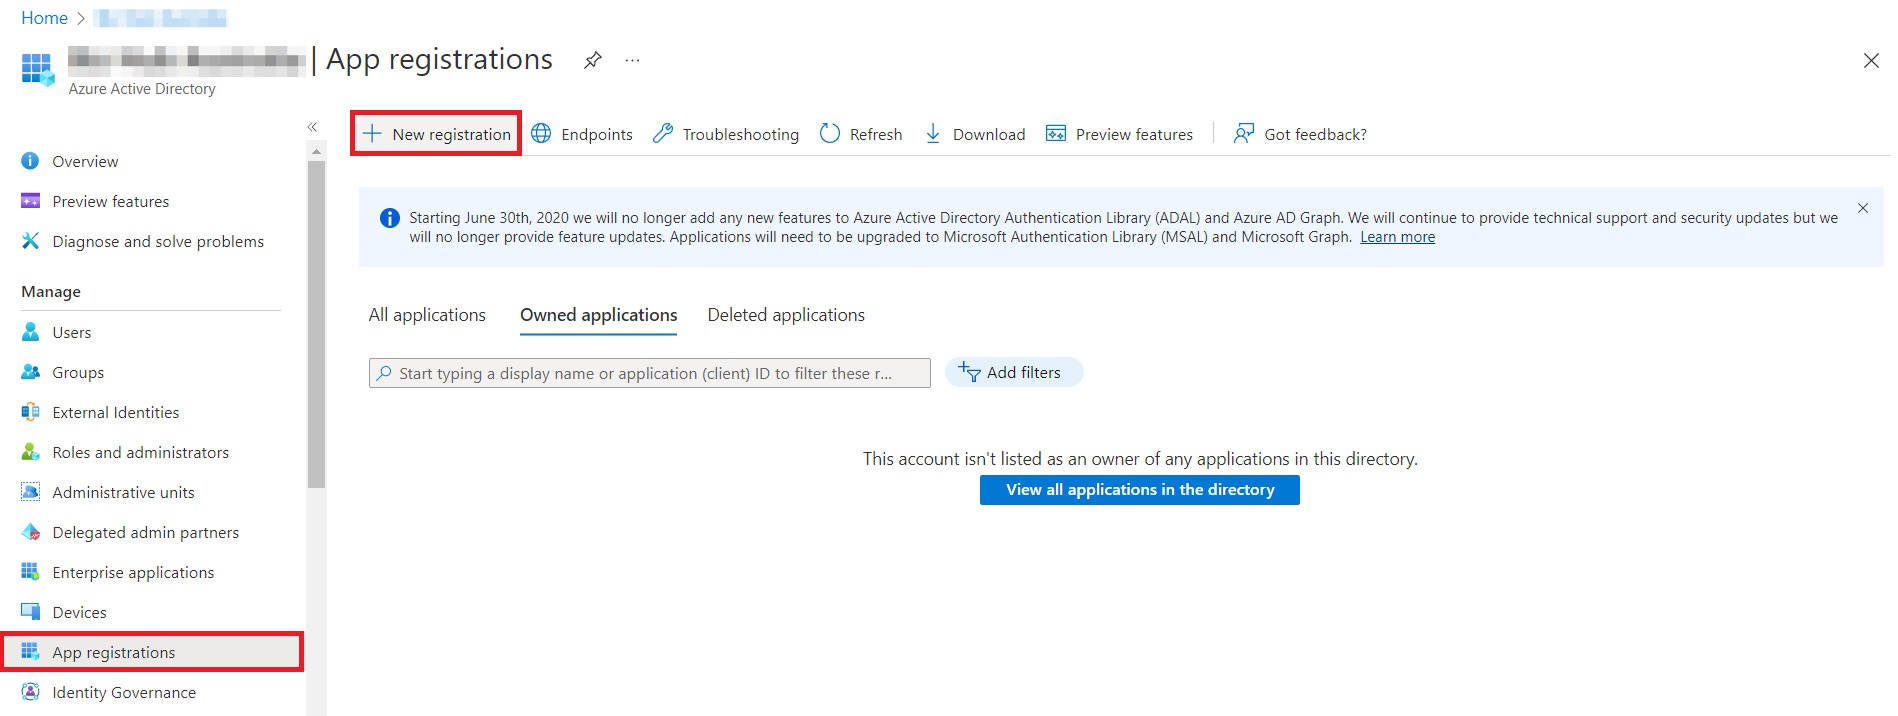 Home >
| App registrations ...
Azure Active Directory
«
New registration
Endpoints
Troubleshooting
Refresh
Download
Preview features
Got feedback?
Overview
Preview features
Diagnose and solve problems
Manage
Users
Groups
External Identities
Roles and administrators
Administrative units
Delegated admin partners
Enterprise applications
Devices
App registrations
Identity Governance
Starting June 30th, 2020 we will no longer add any new features to Azure Active Directory Authentication Library (ADAL) and Azure AD Graph. We will continue to provide technical support and security updates but we
will no longer provide feature updates. Applications will need to be upgraded to Microsoft Authentication Library (MSAL) and Microsoft Graph. Learn more
All applications
Owned applications
Deleted applications
Start typing a display name or application (client) ID to filter these r...
Add filters
This account isn't listed as an owner of any applications in this directory.
View all applications in the directory